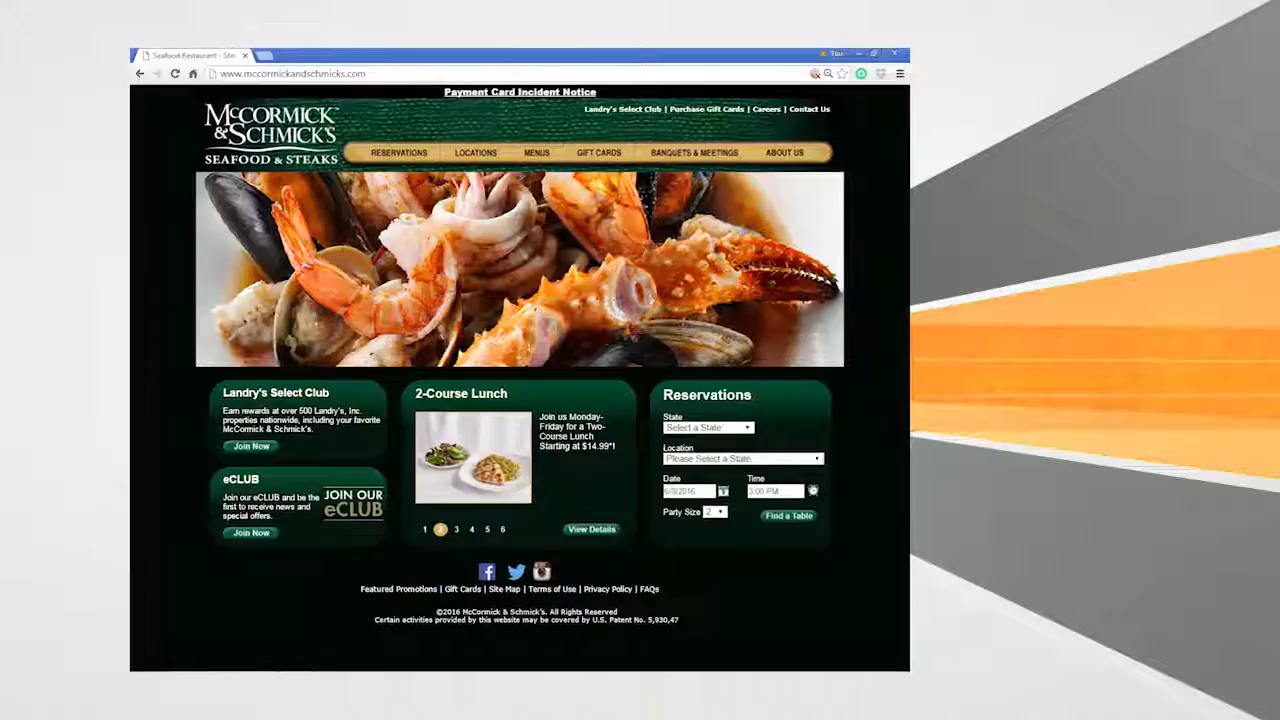 Seafood Restaurant - Ste
You
www.mccormickandschmicks.com
Payment Card Incident Notice
Landry's Select Club | Purchase Gift Cards | Careers | Contact Us
McCORMICK
& SCHMICK'S
SEAFOOD & STEAKS
RESERVATIONS LOCATIONS MENUS GIFT CARDS BANQUETS & MEETINGS ABOUT US
Landry's Select Club
Earn rewards at over 500 Landry's, Inc.
properties nationwide, including your favorite
McCormick & Schmick's.
Join Now
eCLUB
Join our eCLUB and be the
first to receive news and
special offers.
JOIN OUR
eCLUB
Join Now
2-Course Lunch
Join us Monday-
Friday for a Two-
Course Lunch
Starting at $14.99*!
1 2 3 4 5 6
View Details
Reservations
State
Select a State
Location
Please Select a State.
Date Time
6/3/2016 3:00 PM
Party Size 2
Find a Table
Featured Promotions | Gift Cards | Site Map | Terms of Use | Privacy Policy | FAQs
©2016 McCormick & Schmick's. All Rights Reserved
Certain activities provided by this website may be covered by U.S. Patent No. 5,930,47